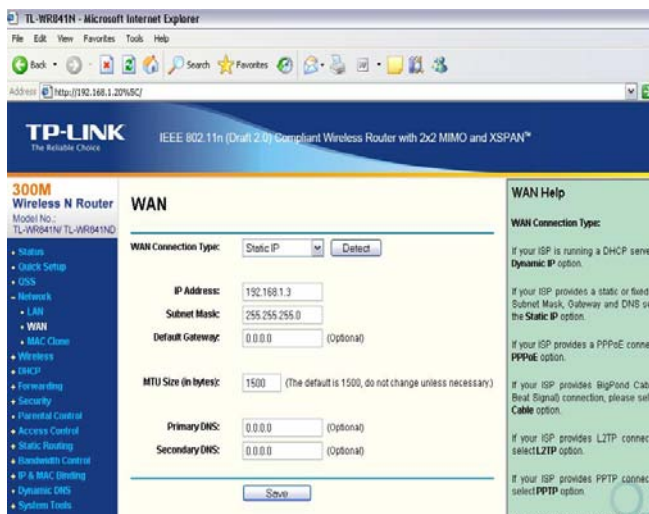 TL-WR841N - Microsoft Internet Explorer
File Edit View Favorites Tools Help
Back Search Favorites
Address http://192.168.1.20%5C/
TP-LINK
The Reliable Choice
IEEE 802.11n (Draft 2.0) Compliant Wireless Router with 2x2 MIMO and XSPAN™
300M
Wireless N Router
Model No.:
TL-WR841N/ TL-WR841ND
• Status
• Quick Setup
• QSS
- Network
• LAN
• WAN
• MAC Clone
+ Wireless
+ DHCP
+ Forwarding
+ Security
• Parental Control
+ Access Control
+ Static Routing
+ Bandwidth Control
+ IP & MAC Binding
• Dynamic DNS
+ System Tools
WAN
WAN Connection Type: Static IP Detect
IP Address: 192.168.1.3
Subnet Mask: 255.255.255.0
Default Gateway: 0.0.0.0 (Optional)
MTU Size (in bytes): 1500 (The default is 1500, do not change unless necessary.)
Primary DNS: 0.0.0.0 (Optional)
Secondary DNS: 0.0.0.0 (Optional)
Save
WAN Help
WAN Connection Type:
If your ISP is running a DHCP serve
Dynamic IP option.
If your ISP provides a static or fixed
Subnet Mask, Gateway and DNS se
the Static IP option.
If your ISP provides a PPPoE conne
PPPoE option.
If your ISP provides BigPond Cab
Beat Signal) connection, please sel
Cable option.
If your ISP provides L2TP connec
select L2TP option.
If your ISP provides PPTP connec
select PPTP option.